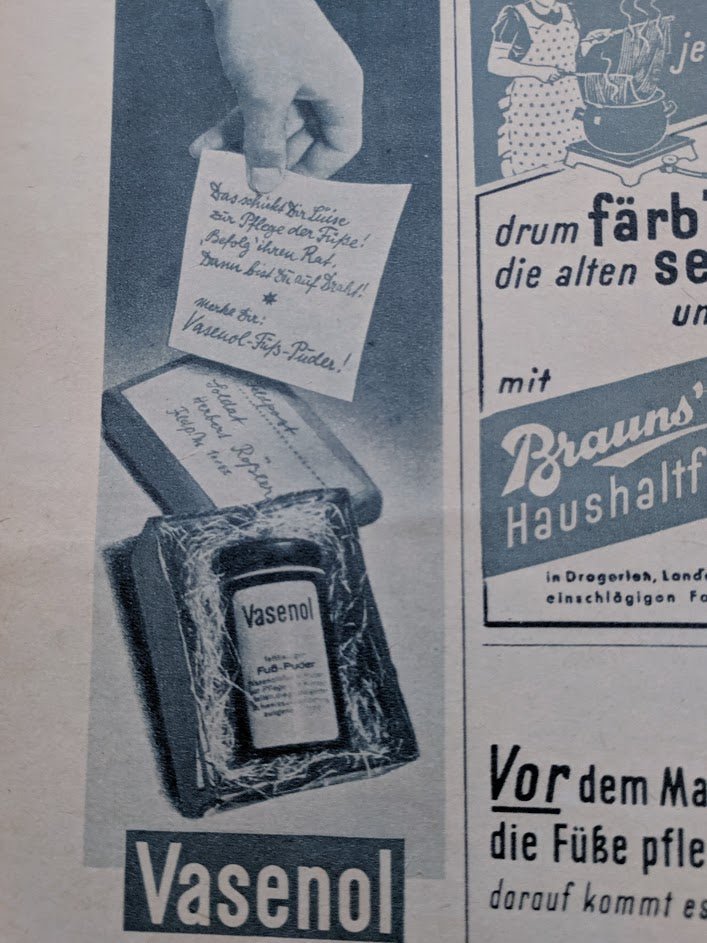 Das schickt Dir Luise
zur Pflege der Füße!
Befolg' ihren Rat,
Dann bist Du auf Draht!
*
Merke Dir:
Vasenol-Fuß-Puder!
Feldpost
Soldat
Herbert
Vasenol
Fuß-Puder
Vasenol
je
drum färb'
die alten se
un
mit
Brauns'
Haushaltf
in Drogerien,
einschlägigen Fa
Vor dem Ma
die Füße pfle
darauf kommt es